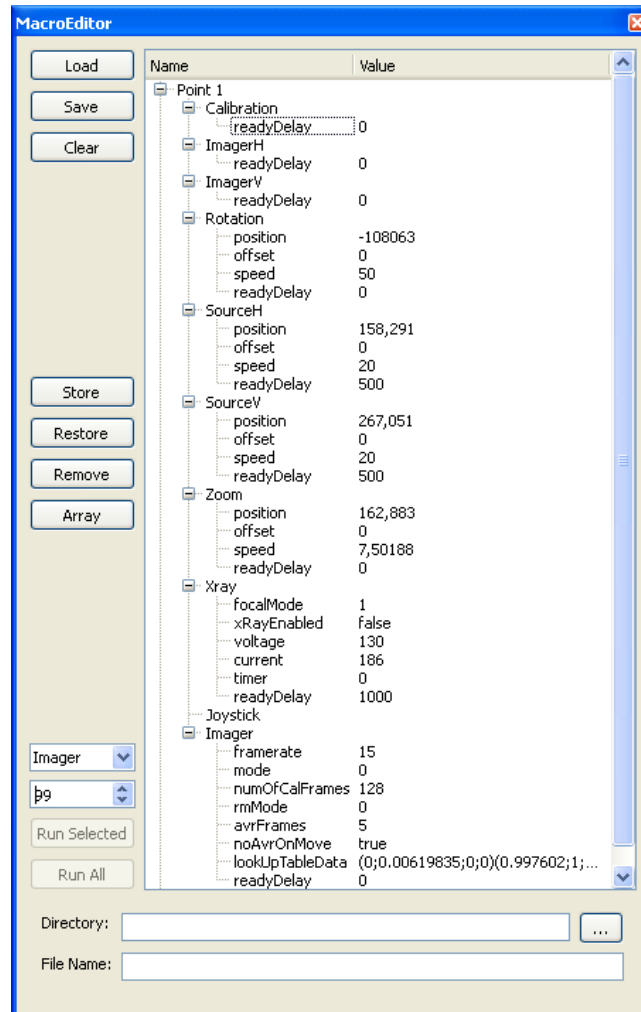 MacroEditor
Load
Save
Clear
Store
Restore
Remove
Array
Imager
99
Run Selected
Run All
Name Value
Point 1
Calibration
readyDelay 0
ImagerH
readyDelay 0
ImagerV
readyDelay 0
Rotation
position -108063
offset 0
speed 50
readyDelay 0
SourceH
position 158,291
offset 0
speed 20
readyDelay 500
SourceV
position 267,051
offset 0
speed 20
readyDelay 500
Zoom
position 162,883
offset 0
speed 7,50188
readyDelay 0
Xray
focalMode 1
xRayEnabled false
voltage 130
current 186
timer 0
readyDelay 1000
Joystick
Imager
framerate 15
mode 0
numOfCalFrames 128
rmMode 0
avrFrames 5
noAvrOnMove true
lookUpTableData (0;0.00619835;0;0)(0.997602;1;...
readyDelay 0
Directory: ...
File Name: